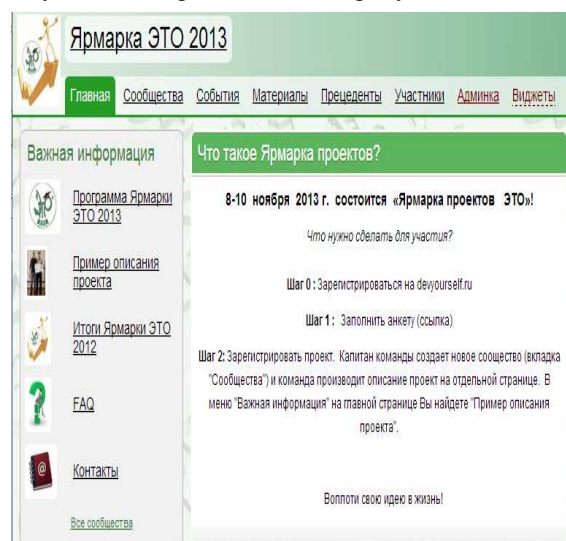 Ярмарка ЭТО 2013
Главная Сообщества События Материалы Прецеденты Участники Админка Виджеты
Важная информация
Программа Ярмарки
ЭТО 2013
Пример описания
проекта
Итоги Ярмарки ЭТО
2012
FAQ
Контакты
Все сообщества
Что такое Ярмарка проектов?
8-10 ноября 2013 г. состоится «Ярмарка проектов ЭТО»!
Что нужно сделать для участия?
Шаг 0 : Зарегистрироваться на devyourself.ru
Шаг 1 : Заполнить анкету (ссылка)
Шаг 2: Зарегистрировать проект. Капитан команды создает новое соощество (вкладка
"Сообщества") и команда производит описание проект на отдельной странице. В
меню "Важная информация" на главной странице Вы найдете "Пример описания
проекта".
Воплоти свою идею в жизнь!